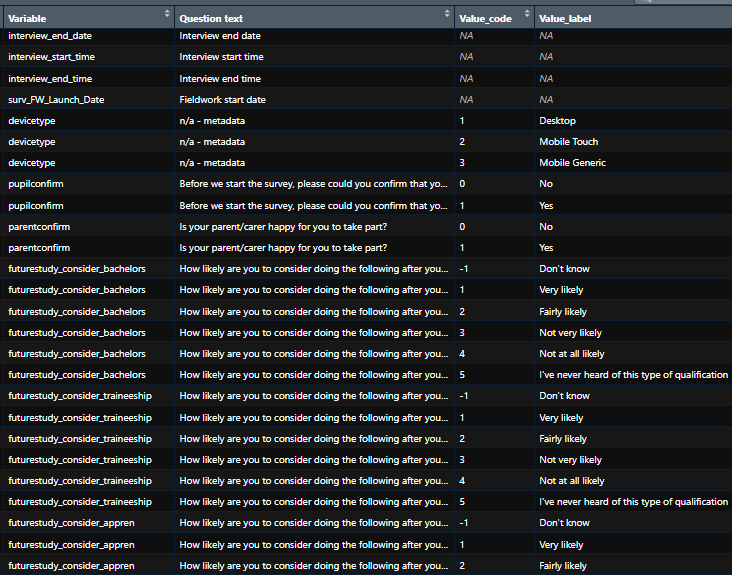 Variable Question text Value_code Value_label
interview_end_date Interview end date NA NA
interview_start_time Interview start time NA NA
interview_end_time Interview end time NA NA
surv_FW_Launch_Date Fieldwork start date NA NA
devicetype n/a - metadata 1 Desktop
devicetype n/a - metadata 2 Mobile Touch
devicetype n/a - metadata 3 Mobile Generic
pupilconfirm Before we start the survey, please could you confirm that yo... 0 No
pupilconfirm Before we start the survey, please could you confirm that yo... 1 Yes
parentconfirm Is your parent/carer happy for you to take part? 0 No
parentconfirm Is your parent/carer happy for you to take part? 1 Yes
futurestudy_consider_bachelors How likely are you to consider doing the following after you... -1 Don't know
futurestudy_consider_bachelors How likely are you to consider doing the following after you... 1 Very likely
futurestudy_consider_bachelors How likely are you to consider doing the following after you... 2 Fairly likely
futurestudy_consider_bachelors How likely are you to consider doing the following after you... 3 Not very likely
futurestudy_consider_bachelors How likely are you to consider doing the following after you... 4 Not at all likely
futurestudy_consider_bachelors How likely are you to consider doing the following after you... 5 I've never heard of this type of qualification
futurestudy_consider_traineeship How likely are you to consider doing the following after you... -1 Don't know
futurestudy_consider_traineeship How likely are you to consider doing the following after you... 1 Very likely
futurestudy_consider_traineeship How likely are you to consider doing the following after you... 2 Fairly likely
futurestudy_consider_traineeship How likely are you to consider doing the following after you... 3 Not very likely
futurestudy_consider_traineeship How likely are you to consider doing the following after you... 4 Not at all likely
futurestudy_consider_traineeship How likely are you to consider doing the following after you... 5 I've never heard of this type of qualification
futurestudy_consider_appren How likely are you to consider doing the following after you... -1 Don't know
futurestudy_consider_appren How likely are you to consider doing the following after you... 1 Very likely
futurestudy_consider_appren How likely are you to consider doing the following after you... 2 Fairly likely